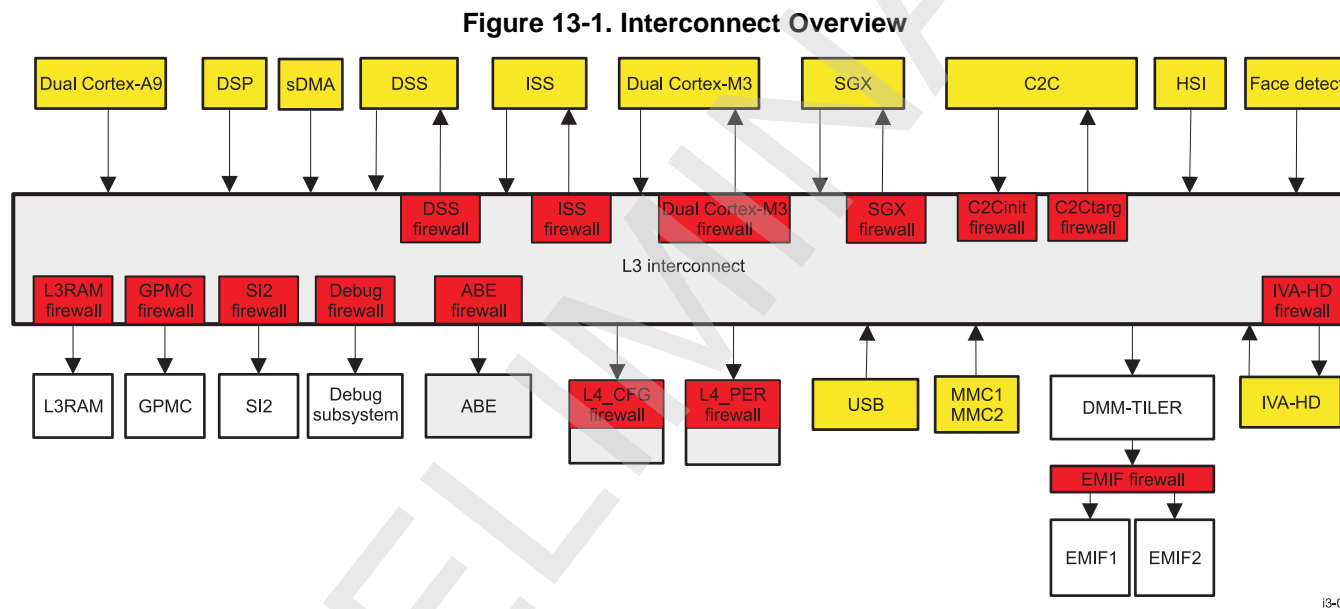 Figure 13-1. Interconnect Overview
Dual Cortex-A9
DSP
sDMA
DSS
ISS
Dual Cortex-M3
SGX
C2C
HSI
Face detect
DSS
firewall
ISS
firewall
Dual Cortex-M3
firewall
SGX
firewall
C2Cinit
firewall
C2Ctarg
firewall
L3 interconnect
L3RAM
firewall
GPMC
firewall
SI2
firewall
Debug
firewall
ABE
firewall
IVA-HD
firewall
L3RAM
GPMC
SI2
Debug
subsystem
ABE
L4_CFG
firewall
L4_PER
firewall
USB
MMC1
MMC2
DMM-TILER
IVA-HD
EMIF firewall
EMIF1
EMIF2